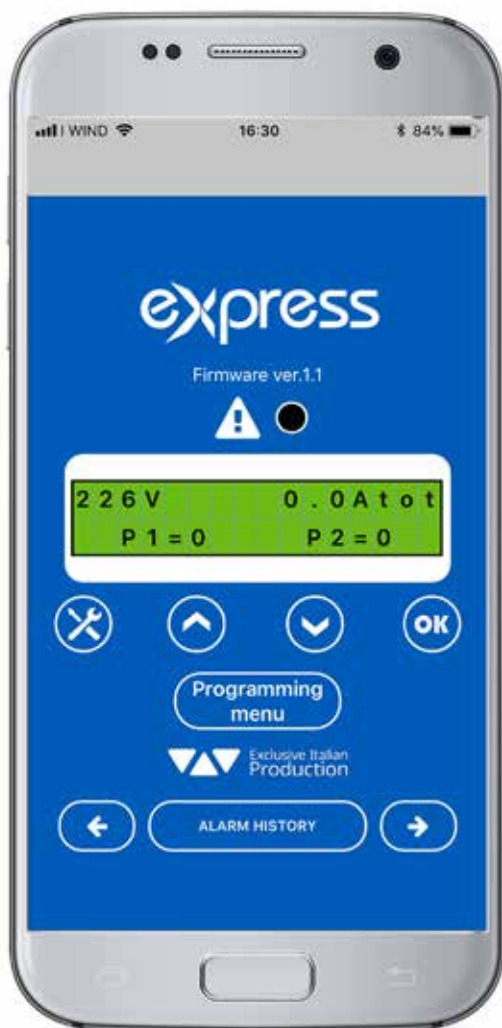 WIND 16:30 84%
express
Firmware ver.1.1
226V 0.0Atot
P1=0 P2=0
OK
Programming
menu
Exclusive Italian
Production
ALARM HISTORY